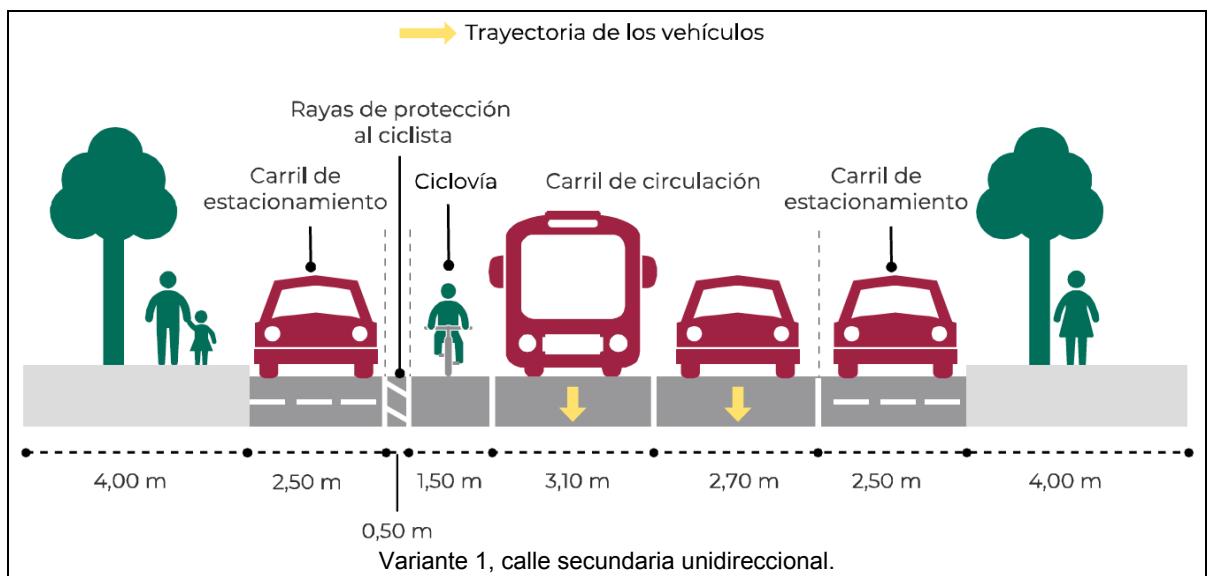 Trayectoria de los vehículos
Rayas de protección
al ciclista
Carril de
estacionamiento
Ciclovía
Carril de circulación
Carril de
estacionamiento
4,00 m
2,50 m
0,50 m
1,50 m
3,10 m
2,70 m
2,50 m
4,00 m
Variante 1, calle secundaria unidireccional.